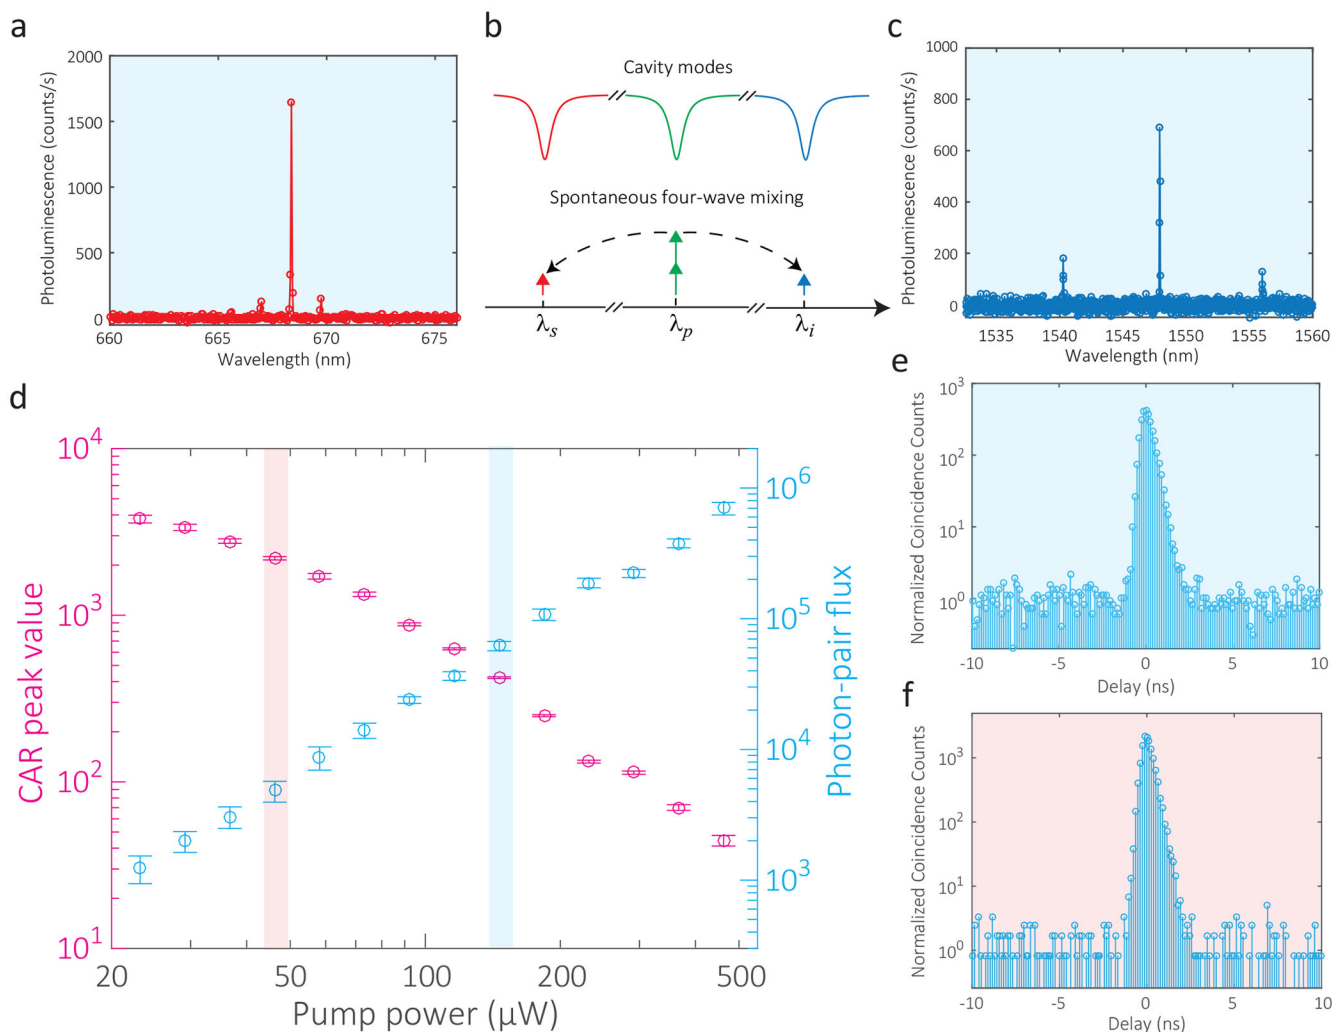 a
Photoluminescence (counts/s)
2000
1500
1000
500
0
660
665
670
675
Wavelength (nm)
b
Cavity modes
Spontaneous four-wave mixing
λs
λp
λi
c
Photoluminescence (counts/s)
1000
800
600
400
200
0
1535
1540
1545
1550
1555
1560
Wavelength (nm)
d
CAR peak value
10^4
10^3
10^2
10^1
20
50
100
200
500
Pump power (μW)
10^6
10^5
10^4
10^3
Photon-pair flux
e
Normalized Coincidence Counts
10^3
10^2
10^1
10^0
-10
-5
0
5
10
Delay (ns)
f
Normalized Coincidence Counts
10^3
10^2
10^1
10^0
-10
-5
0
5
10
Delay (ns)